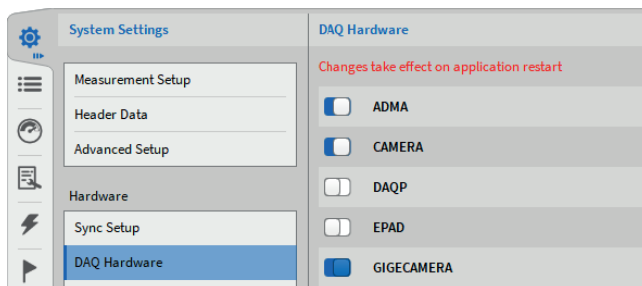 System Settings
Measurement Setup
Header Data
Advanced Setup
Hardware
Sync Setup
DAQ Hardware
DAQ Hardware
Changes take effect on application restart
ADMA
CAMERA
DAQP
EPAD
GIGECAMERA